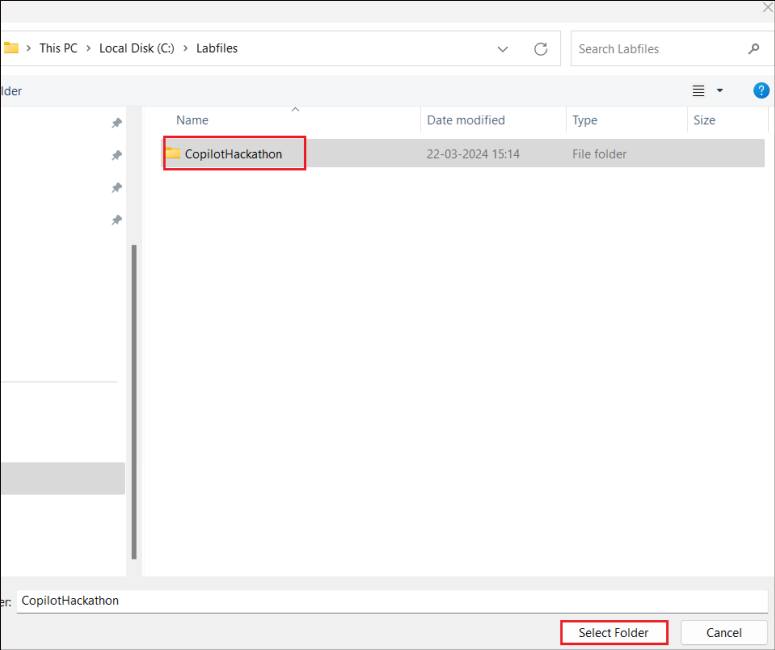 This PC > Local Disk (C:) > Labfiles
Search Labfiles
lder
?
Name Date modified Type Size
CopilotHackathon 22-03-2024 15:14 File folder
er: CopilotHackathon
Select Folder Cancel